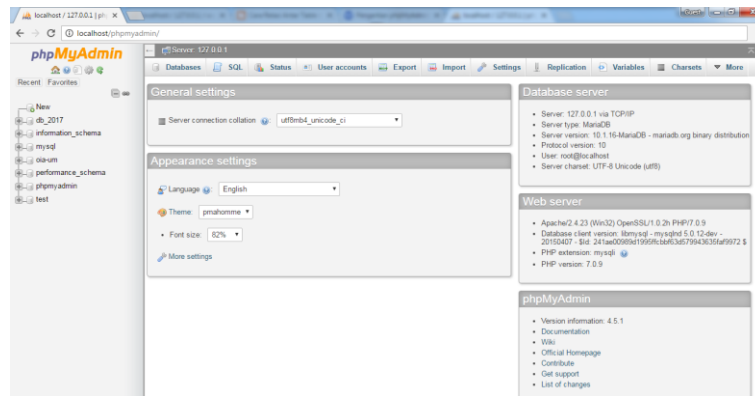 localhost / 127.0.0.1 | ph
localhost/phpmyadmin/
phpMyAdmin
Recent Favorites
New
db_2017
information_schema
mysql
oia-um
performance_schema
phpmyadmin
test
Server: 127.0.0.1
Databases SQL Status User accounts Export Import Settings Replication Variables Charsets More
General settings
Server connection collation : utf8mb4_unicode_ci
Appearance settings
Language : English
Theme: pmahomme
Font size: 82%
More settings
Database server
Server: 127.0.0.1 via TCP/IP
Server type: MariaDB
Server version: 10.1.16-MariaDB - mariadb.org binary distribution
Protocol version: 10
User: root@localhost
Server charset: UTF-8 Unicode (utf8)
Web server
Apache/2.4.23 (Win32) OpenSSL/1.0.2h PHP/7.0.9
Database client version: libmysql - mysqlnd 5.0.12-dev -
20150407 - $Id: 241ae00989d1995ffcbbf63d579943635faf9972 $
PHP extension: mysqli
PHP version: 7.0.9
phpMyAdmin
Version information: 4.5.1
Documentation
Wiki
Official Homepage
Contribute
Get support
List of changes